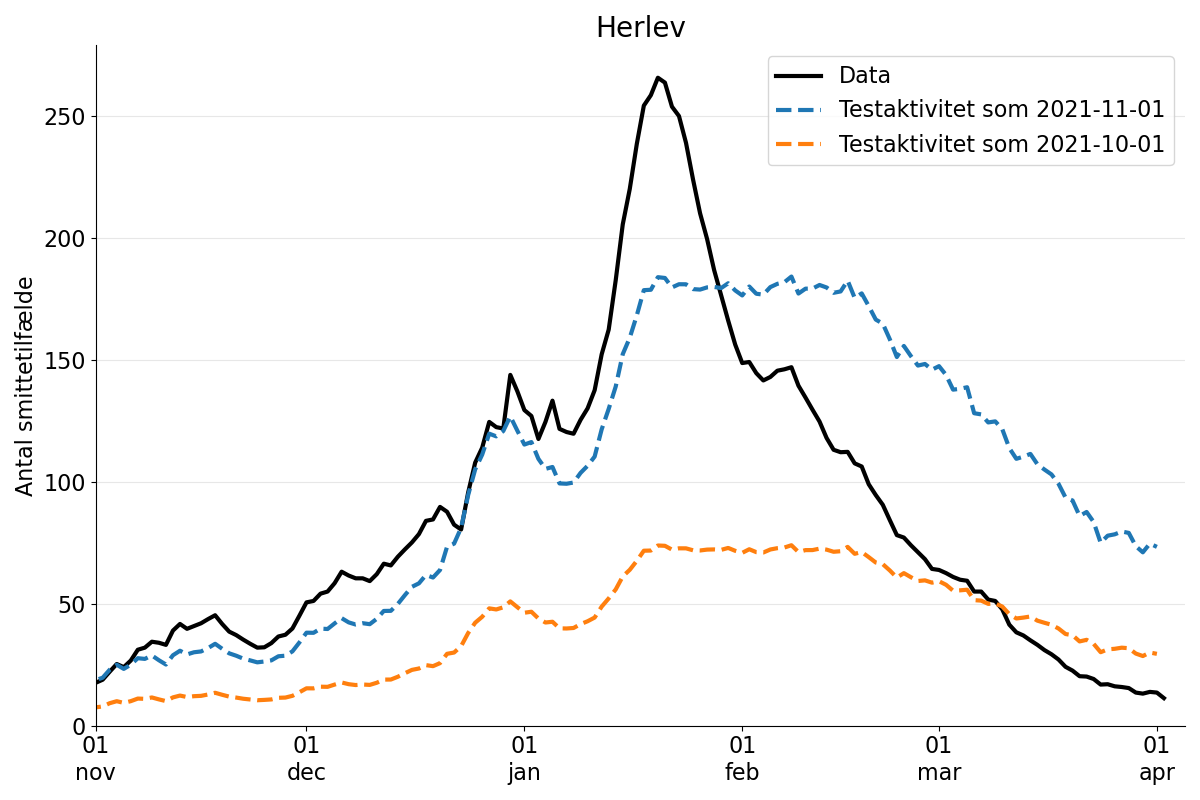 Herlev
Data
Testaktivitet som 2021-11-01
Testaktivitet som 2021-10-01
Antal smittetilfælde
250
200
150
100
50
0
01 01 01 01 01 01
nov dec jan feb mar apr